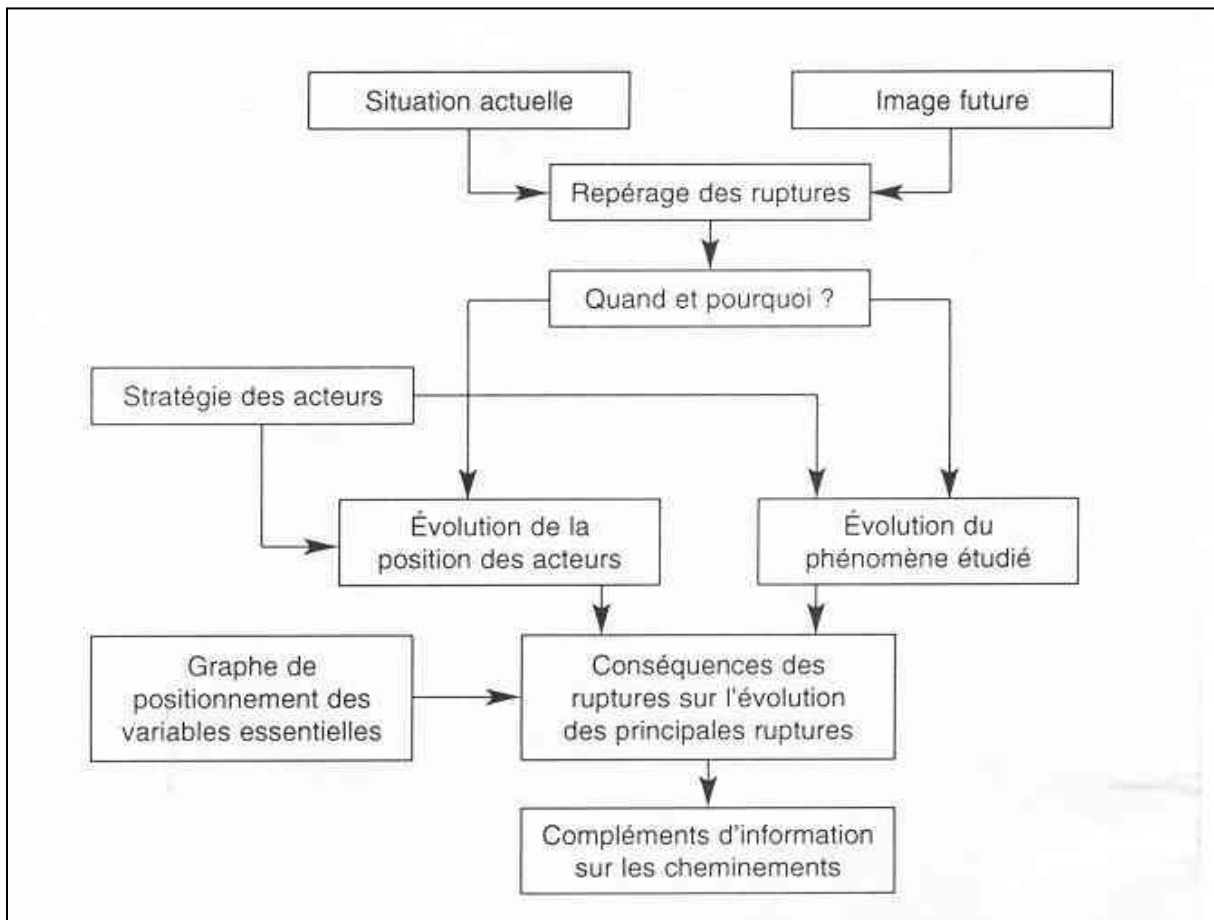 Situation actuelle
Image future
Repérage des ruptures
Quand et pourquoi ?
Stratégie des acteurs
Évolution de la
position des acteurs
Évolution du
phénomène étudié
Graphe de
positionnement des
variables essentielles
Conséquences des
ruptures sur l'évolution
des principales ruptures
Compléments d'information
sur les cheminements